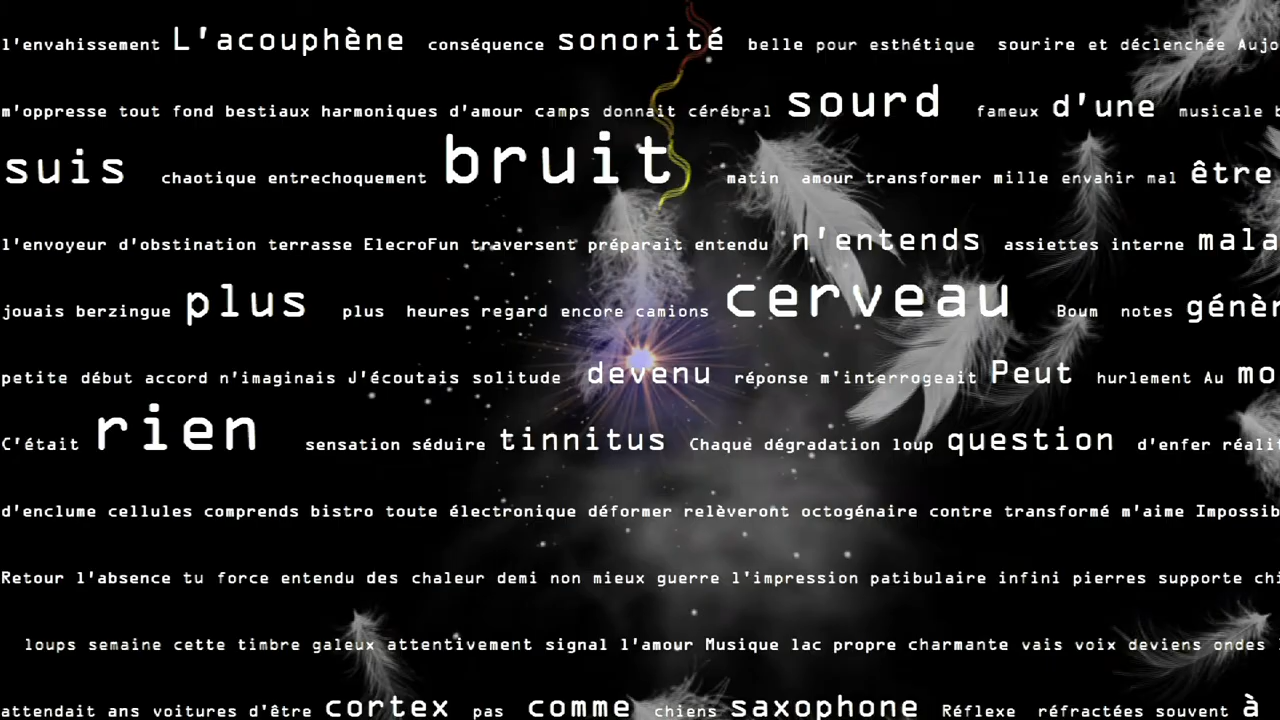 l'envahissement L'acouphène conséquence sonorité belle pour esthétique sourire et déclenchée
m'oppresse tout fond bestiaux harmoniques d'amour camps donnait cérébral sourd fameux d'une musicale
suis chaotique entrechoquement bruit matin amour transformer mille envahir mal être
l'envoyeur d'obstination terrasse ElecroFun traversent préparait entendu n'entends assiettes interne
jouais berzingue plus plus heures regard encore camions cerveau Boum notes
petite début accord n'imaginais J'écoutais solitude devenu réponse m'interrogeait Peut hurlement Au
C'était rien sensation séduire tinnitus Chaque dégradation loup question d'enfer
d'enclume cellules comprends bistro toute électronique déformer relèveront octogénaire contre transformé m'aime
Retour l'absence tu force entendu des chaleur demi non mieux guerre l'impression patibulaire infini pierres supporte
loups semaine cette timbre galeux attentivement signal l'amour Musique lac propre charmante vais voix deviens ondes
attendait ans voitures d'être cortex pas comme chiens saxophone Réflexe réfractées souvent à